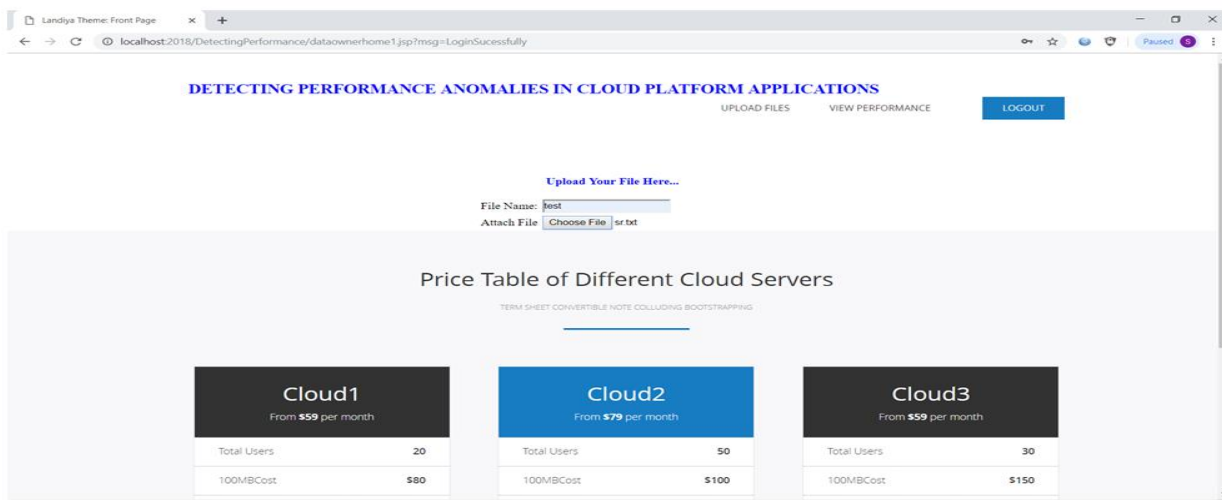 Landiya Theme: Front Page
localhost:2018/DetectingPerformance/dataownerhome1.jsp?msg=LoginSucessfully
Paused S
DETECTING PERFORMANCE ANOMALIES IN CLOUD PLATFORM APPLICATIONS
UPLOAD FILES VIEW PERFORMANCE LOGOUT
Upload Your File Here...
File Name: test
Attach File Choose File sr.txt
Price Table of Different Cloud Servers
TERM SHEET CONVERTIBLE NOTE COLLUDING BOOTSTRAPPING
Cloud1 Cloud2 Cloud3
From $59 per month From $79 per month From $59 per month
Total Users 20 Total Users 50 Total Users 30
100MBCost $80 100MBCost $100 100MBCost $150